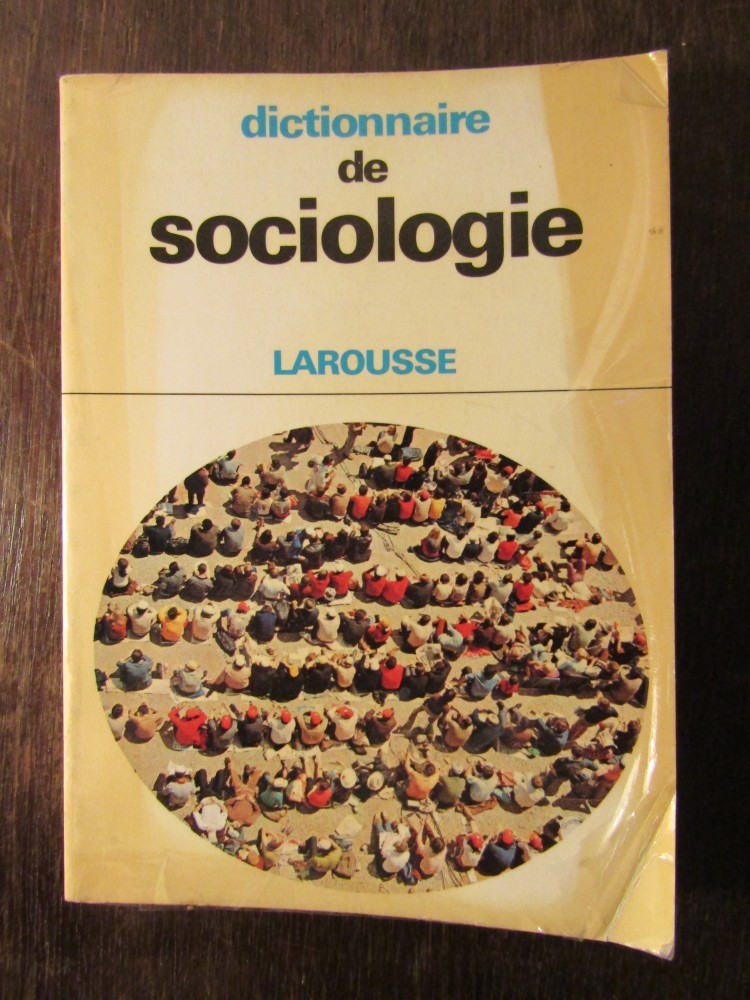 dictionnaire
de
sociologie
LAROUSSE